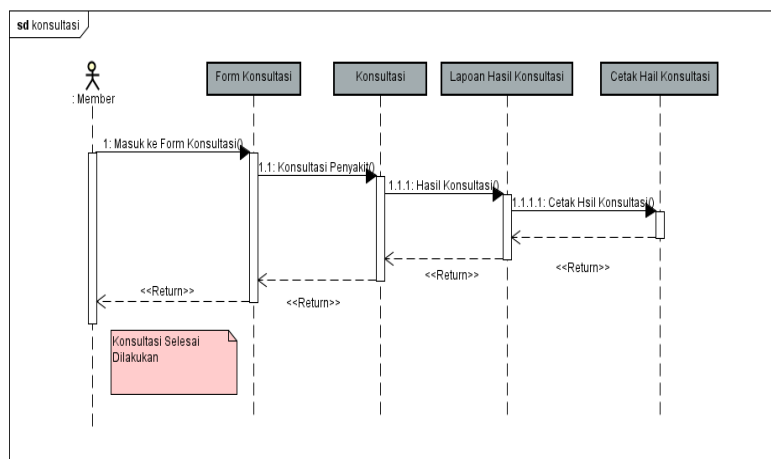 sd konsultasi
: Member
Form Konsultasi
Konsultasi
Lapoan Hasil Konsultasi
Cetak Hail Konsultasi
1: Masuk ke Form Konsultasi()
1.1: Konsultasi Penyakit()
1.1.1: Hasil Konsultasi()
1.1.1.1: Cetak Hsil Konsultasi()
<<Return>>
<<Return>>
<<Return>>
<<Return>>
Konsultasi Selesai
Dilakukan